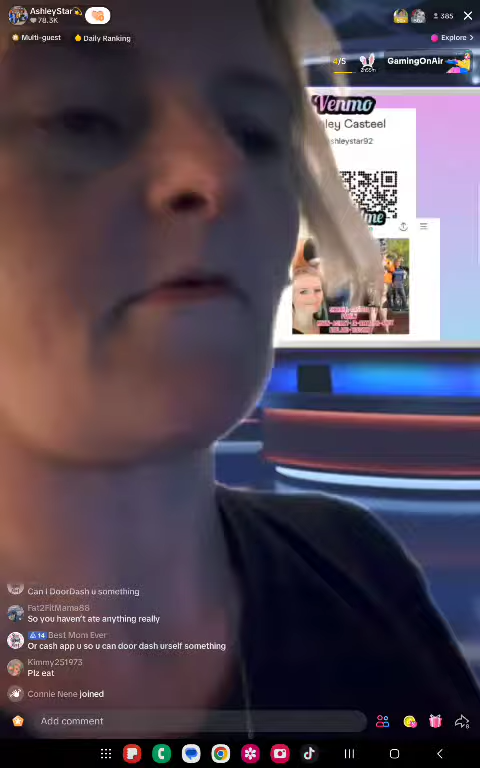 AshleyStar💫
78.3K
385
Multi-guest
Daily Ranking
Explore >
4/5
GamingOnAir
Venmo
ley Casteel
shleystar92
me
Can I DoorDash u something
Fat2FitMama88
So you haven't ate anything really
14 Best Mom Ever
Or cash app u so u can door dash urself something
Kimmy251973
Plz eat
Connie Nene joined
Add comment